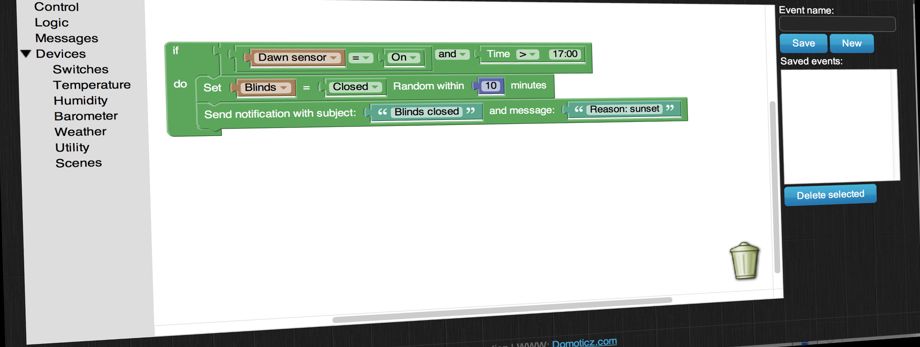 Control
Logic
Messages
Devices
Switches
Temperature
Humidity
Barometer
Weather
Utility
Scenes
if
Dawn sensor = On and Time > 17:00
do
Set Blinds = Closed Random within 10 minutes
Send notification with subject: “ Blinds closed ” and message: “ Reason: sunset ”
Event name:
Save New
Saved events:
Delete selected
| WWW: Domoticz.com